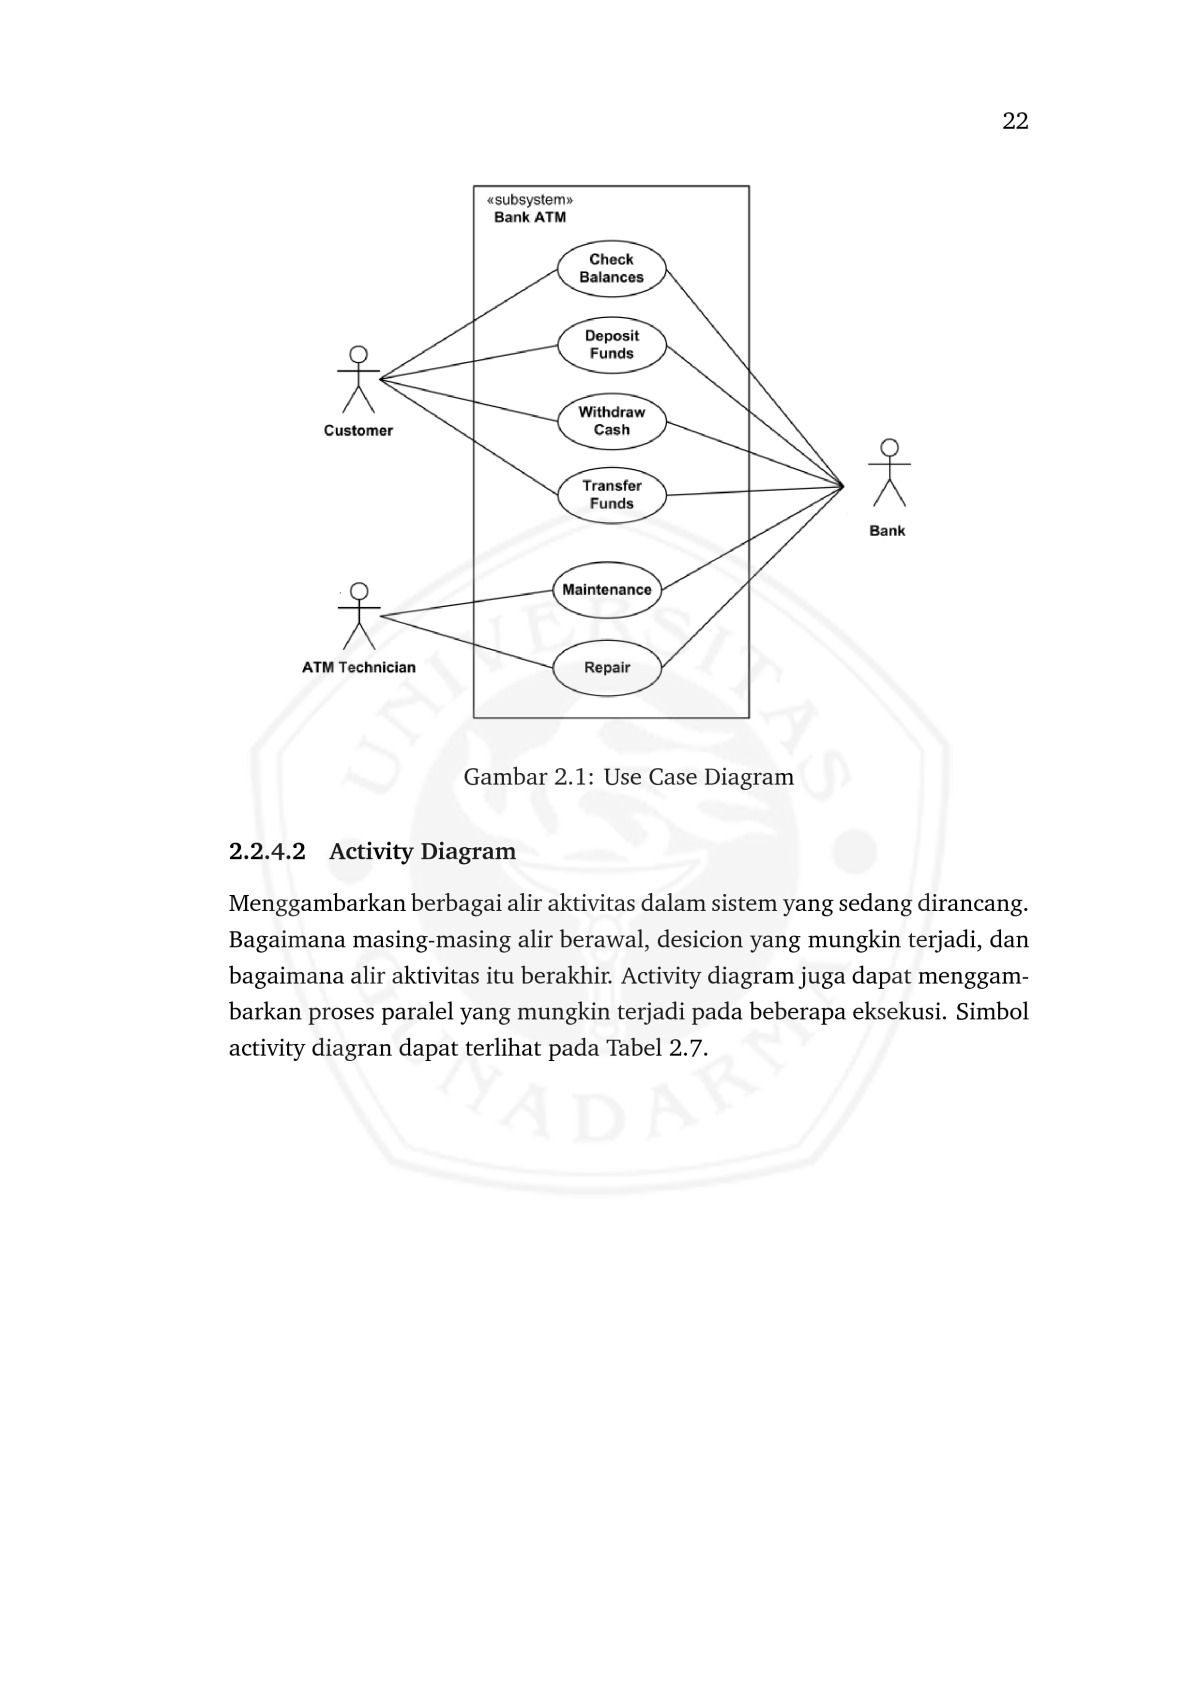 22
«subsystem»
Bank ATM
Check
Balances
Deposit
Funds
Withdraw
Cash
Customer
Transfer
Funds
Bank
Maintenance
ATM Technician
Repair
Gambar 2.1: Use Case Diagram
2.2.4.2 Activity Diagram
Menggambarkan berbagai alir aktivitas dalam sistem yang sedang dirancang.
Bagaimana masing-masing alir berawal, desicion yang mungkin terjadi, dan
bagaimana alir aktivitas itu berakhir. Activity diagram juga dapat menggam-
barkan proses paralel yang mungkin terjadi pada beberapa eksekusi. Simbol
activity diagran dapat terlihat pada Tabel 2.7.
UNIVERSITAS
GUNADARMA